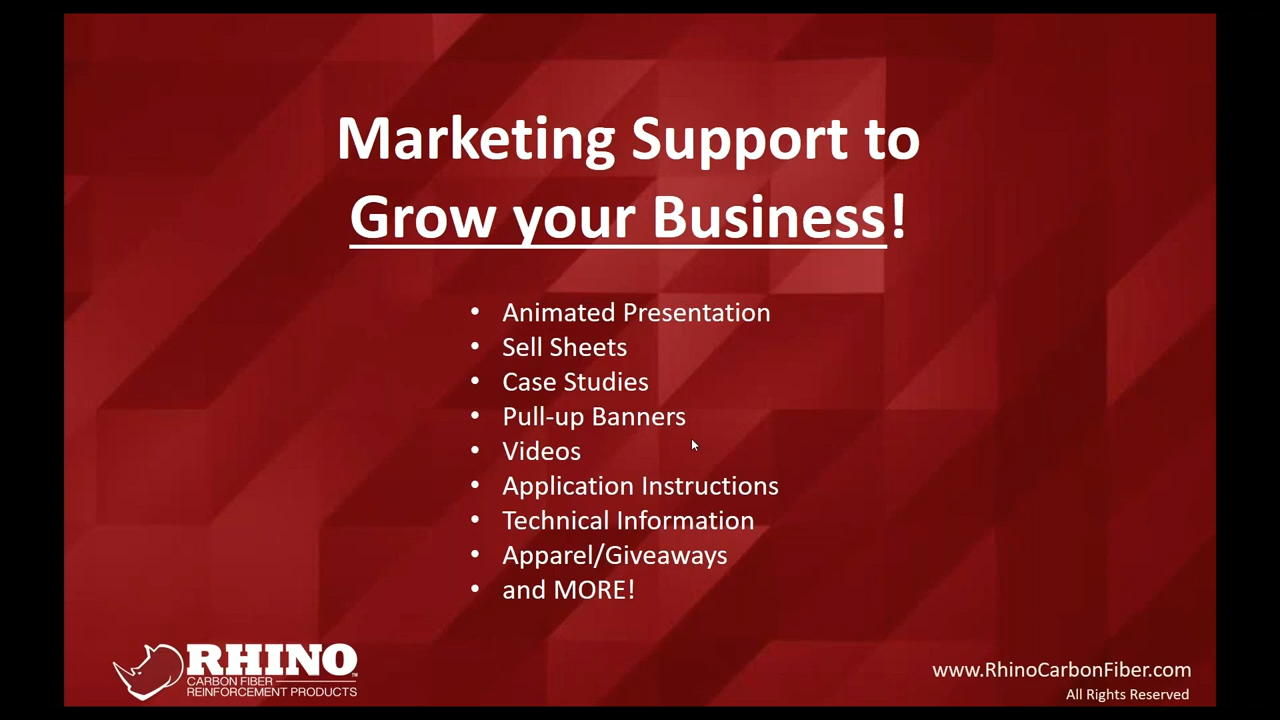 Marketing Support to
Grow your Business!
• Animated Presentation
• Sell Sheets
• Case Studies
• Pull-up Banners
• Videos
• Application Instructions
• Technical Information
• Apparel/Giveaways
• and MORE!
RHINO™
CARBON FIBER
REINFORCEMENT PRODUCTS
www.RhinoCarbonFiber.com
All Rights Reserved